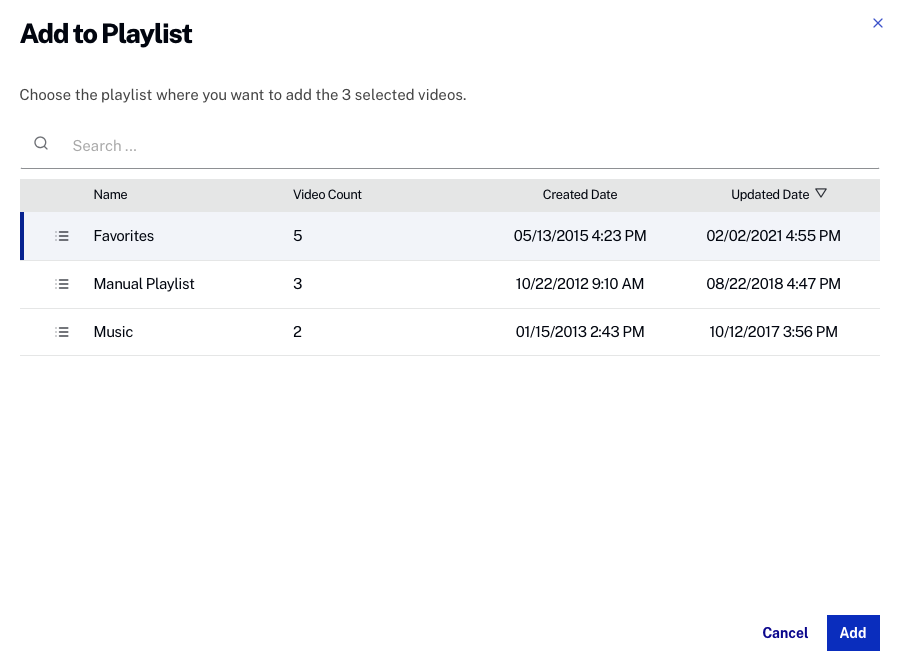 Add to Playlist
Choose the playlist where you want to add the 3 selected videos.
Search ...
Name Video Count Created Date Updated Date
Favorites 5 05/13/2015 4:23 PM 02/02/2021 4:55 PM
Manual Playlist 3 10/22/2012 9:10 AM 08/22/2018 4:47 PM
Music 2 01/15/2013 2:43 PM 10/12/2017 3:56 PM
Cancel Add